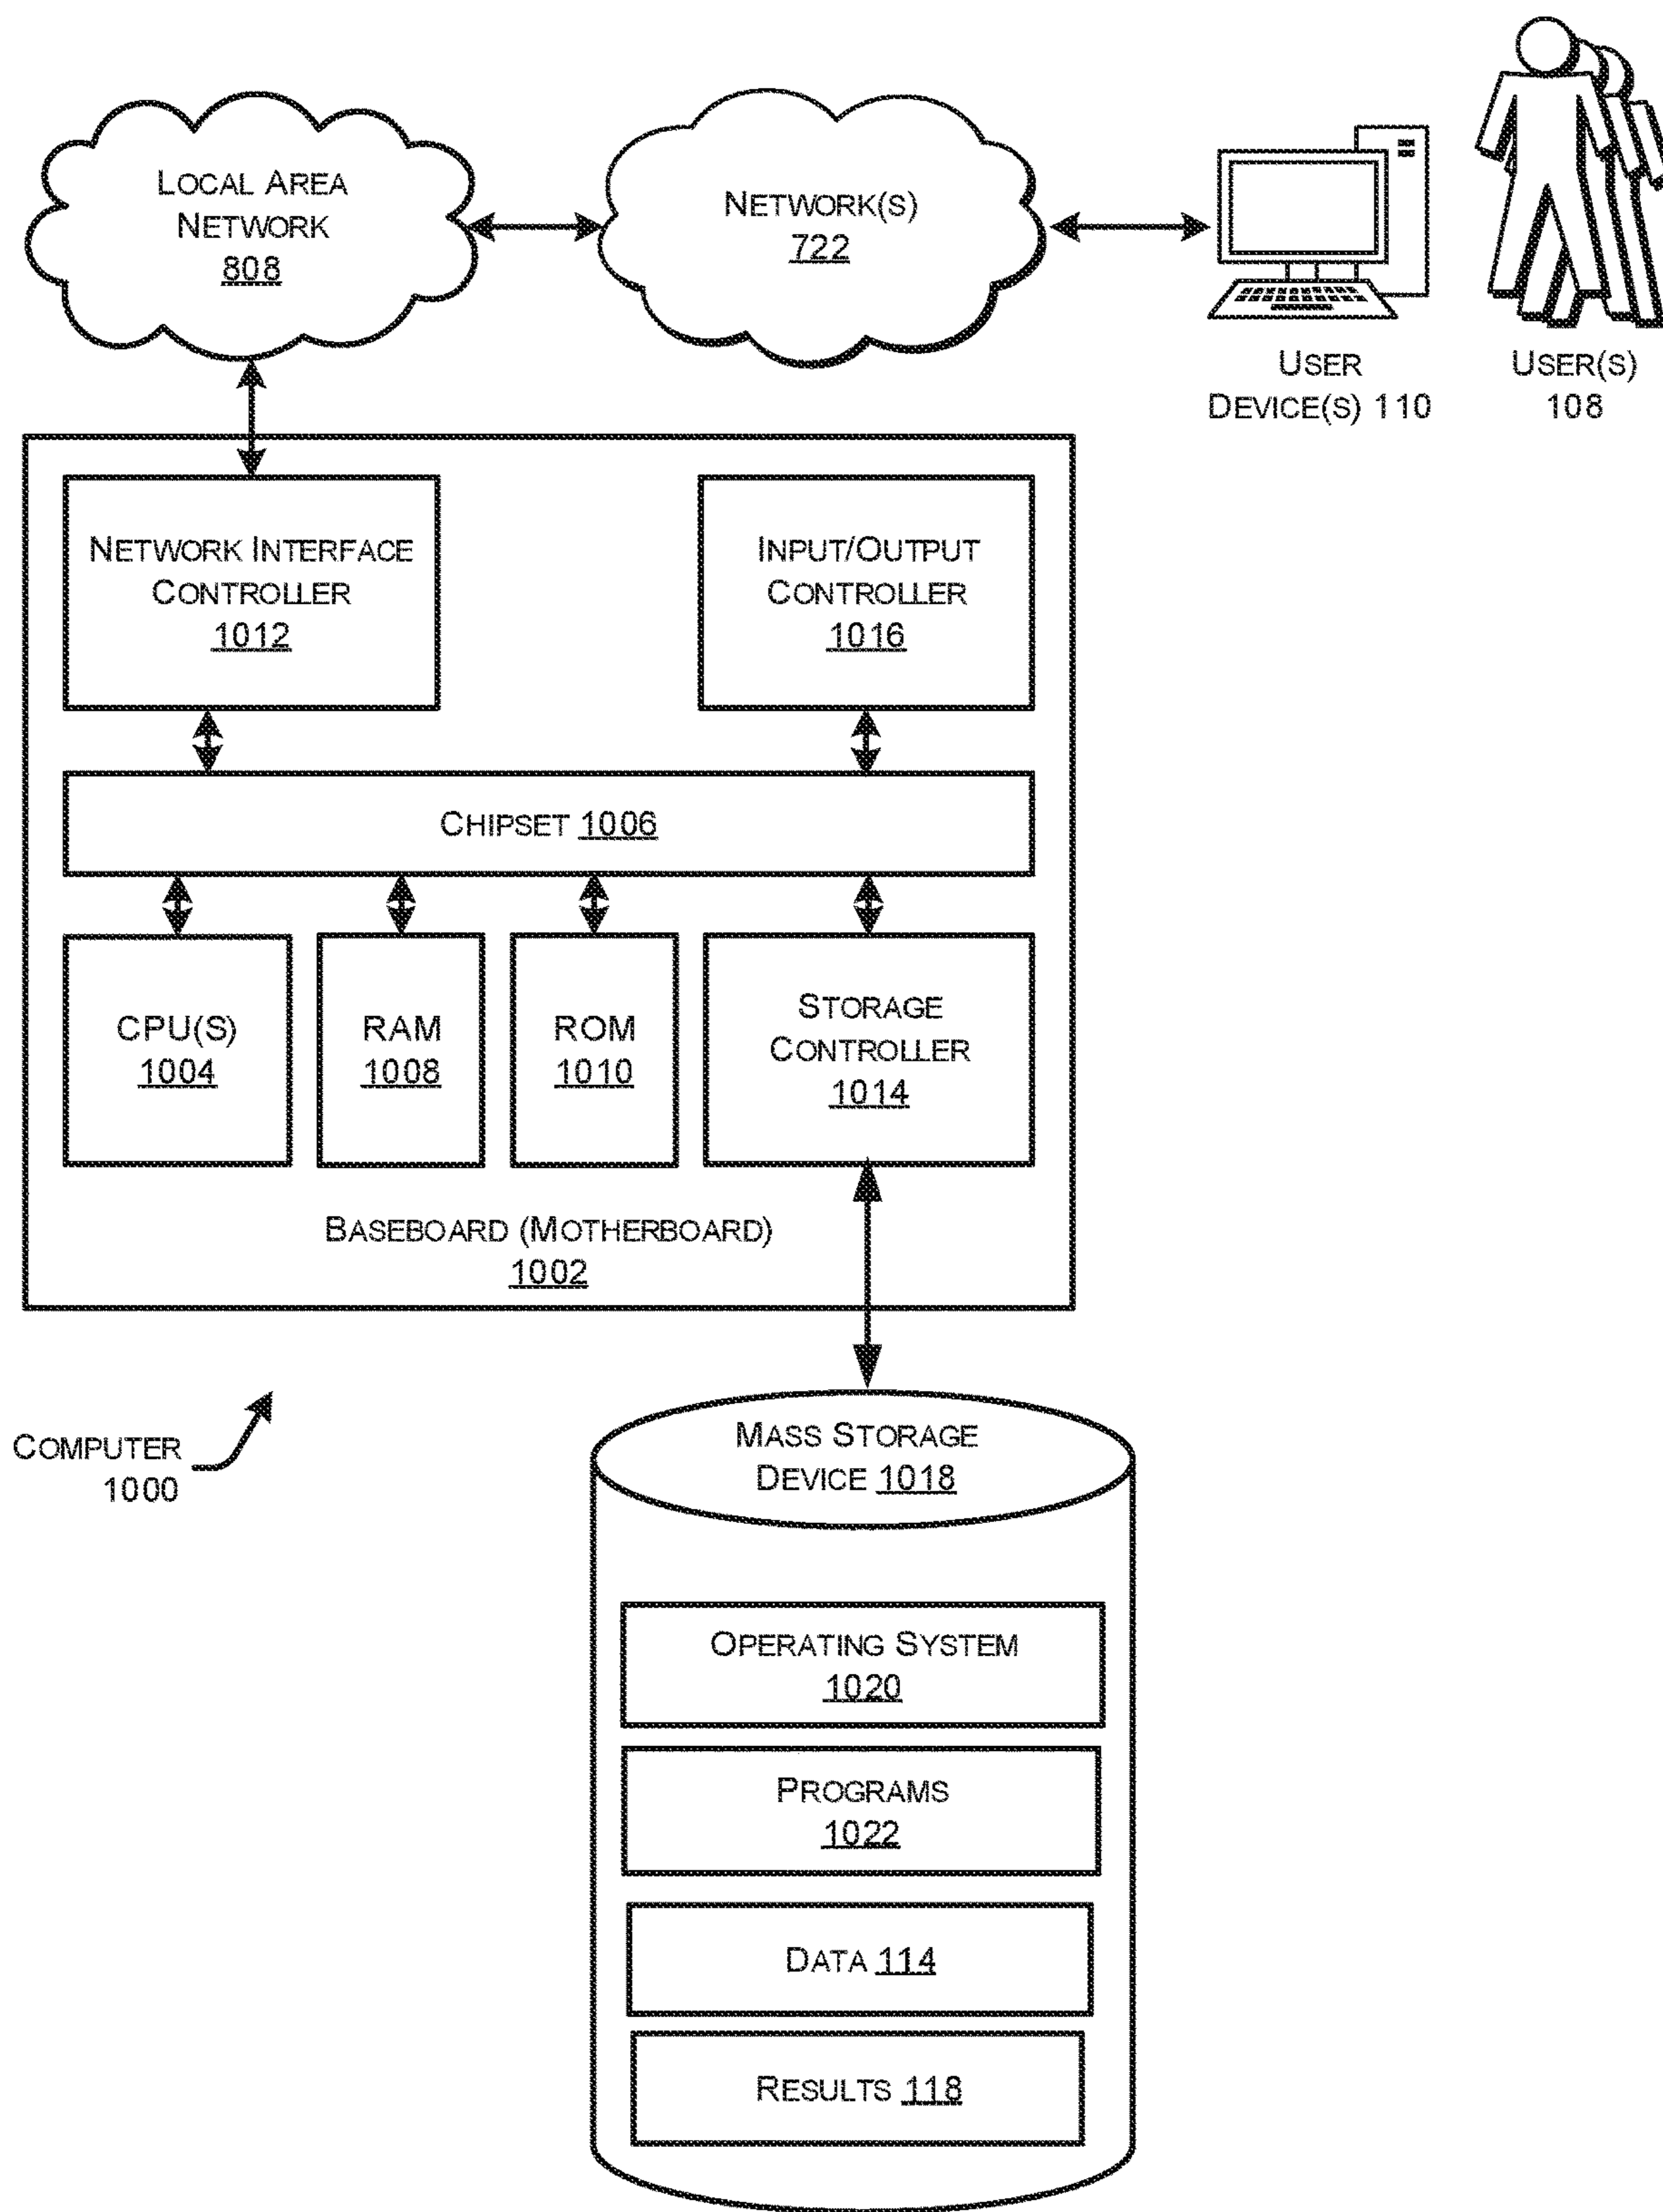 LOCAL AREA
NETWORK
808
NETWORK(S)
722
USER
DEVICE(S) 110
USER(S)
108
NETWORK INTERFACE
CONTROLLER
1012
INPUT/OUTPUT
CONTROLLER
1016
CHIPSET 1006
CPU(S)
1004
RAM
1008
ROM
1010
STORAGE
CONTROLLER
1014
BASEBOARD (MOTHERBOARD)
1002
COMPUTER
1000
MASS STORAGE
DEVICE 1018
OPERATING SYSTEM
1020
PROGRAMS
1022
DATA 114
RESULTS 118